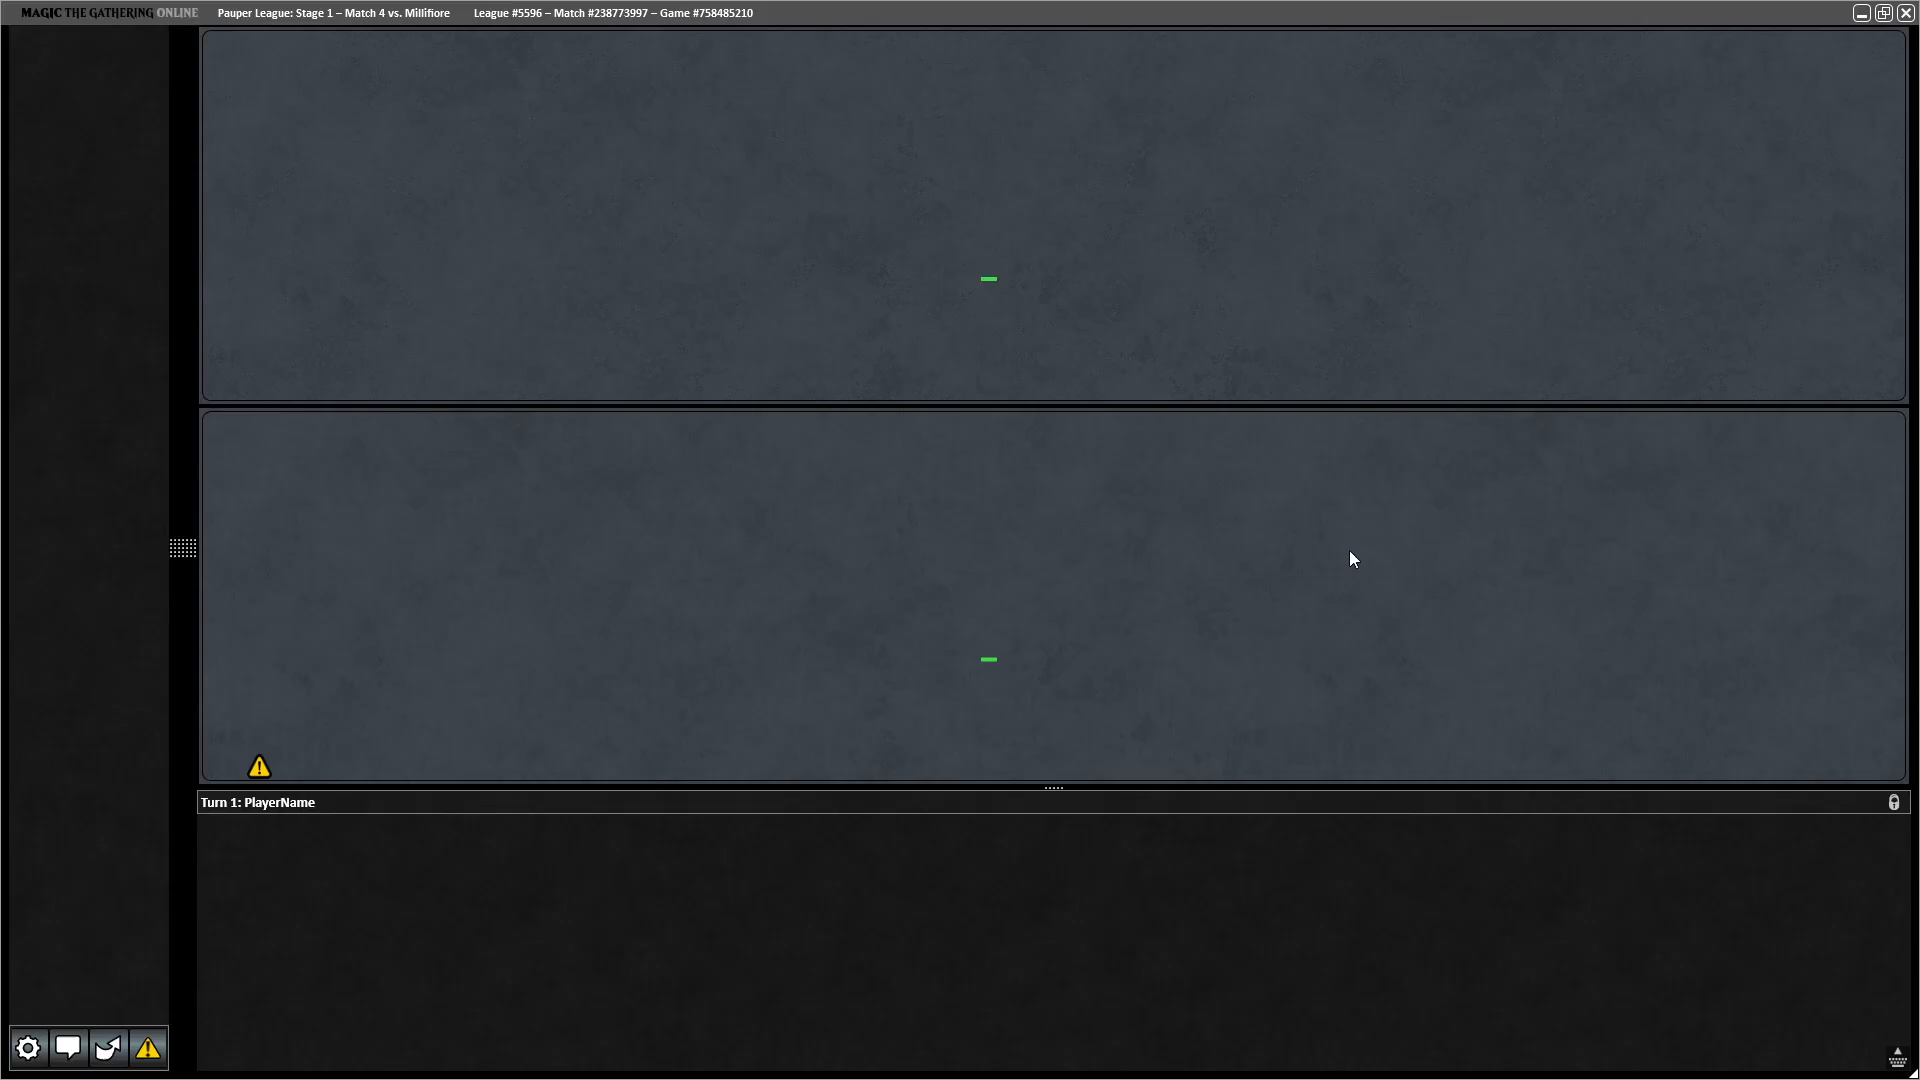 MAGIC THE GATHERING ONLINE Pauper League: Stage 1 – Match 4 vs. Millifiore League #5596 – Match #238773997 – Game #758485210
Turn 1: PlayerName